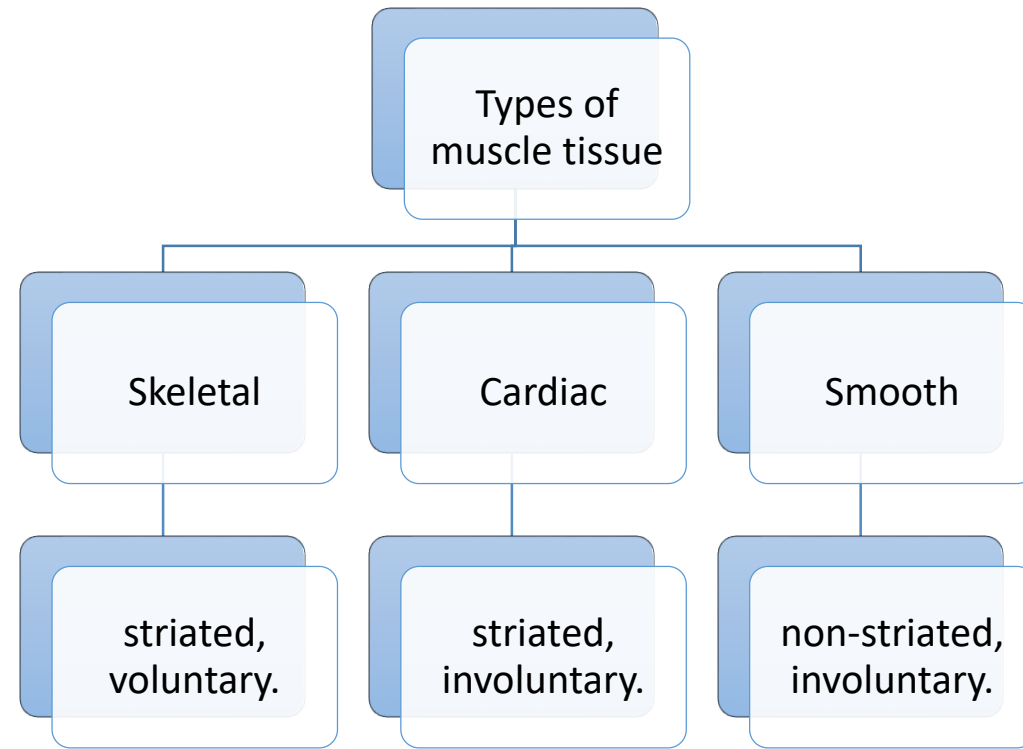 Types of
muscle tissue
Skeletal
Cardiac
Smooth
striated,
voluntary.
striated,
involuntary.
non-striated,
involuntary.